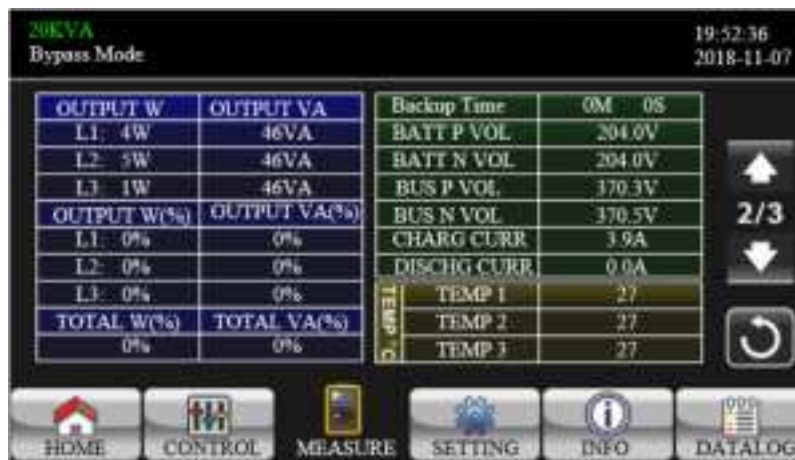 20KVA
19:52:36
Bypass Mode
2018-11-07
OUTPUT W OUTPUT VA
L1: 4W 46VA
L2: 5W 46VA
L3: 1W 46VA
OUTPUT W(%) OUTPUT VA(%)
L1: 0% 0%
L2: 0% 0%
L3: 0% 0%
TOTAL W(%) TOTAL VA(%)
0% 0%
Backup Time 0M 0S
BATT P VOL 204.0V
BATT N VOL 204.0V
BUS P VOL 370.3V
BUS N VOL 370.5V
CHARG CURR 3.9A
DISCHG CURR 0.0A
TEMP °C
TEMP 1 27
TEMP 2 27
TEMP 3 27
2/3
HOME CONTROL MEASURE SETTING INFO DATALOG